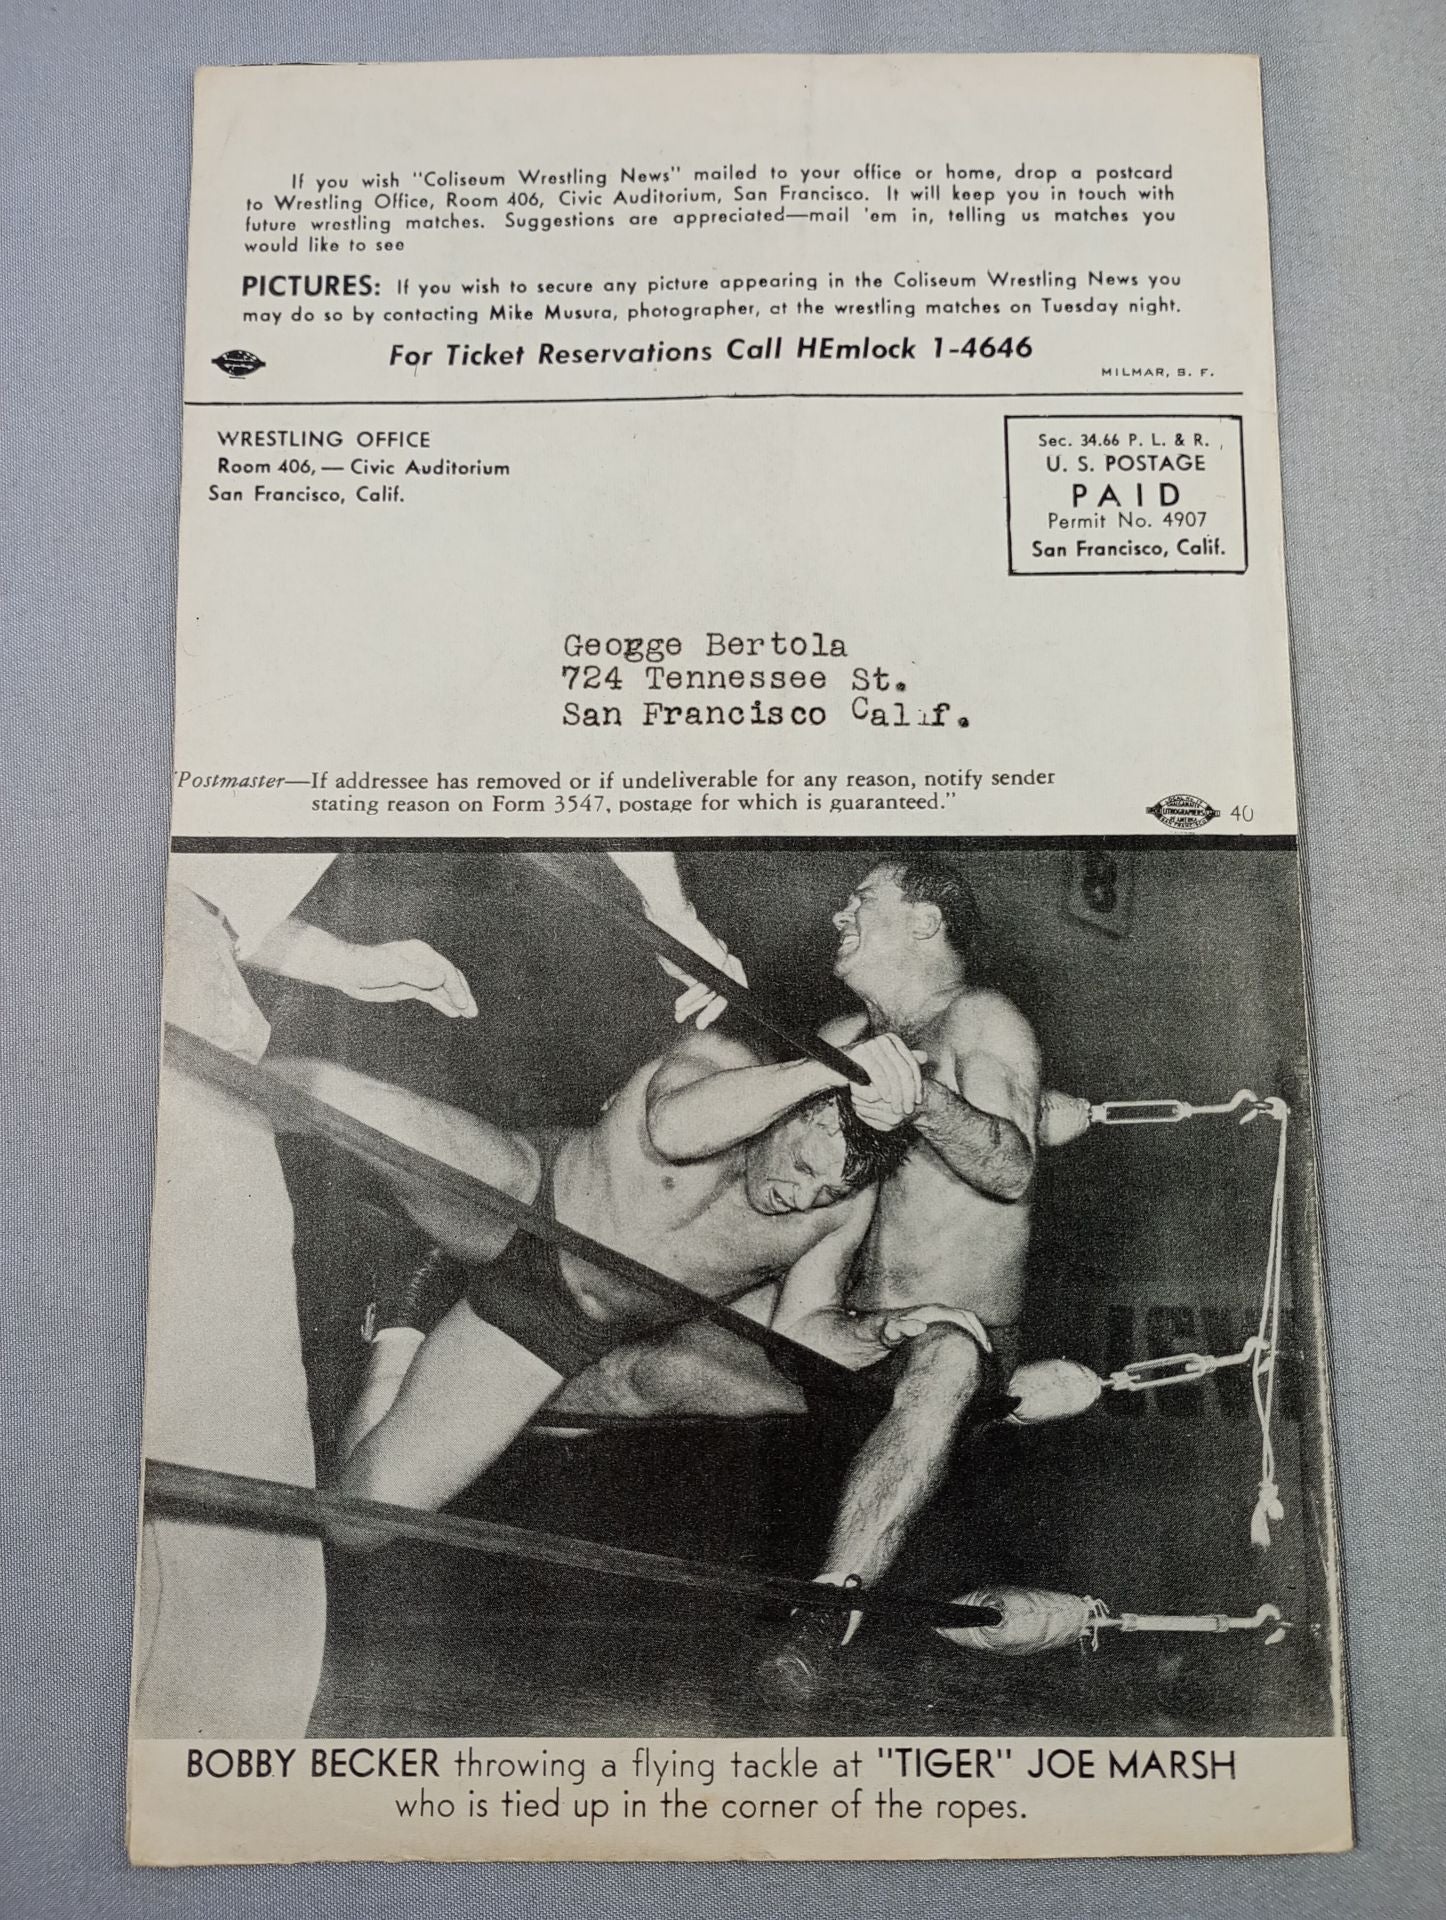 If you wish "Coliseum Wrestling News" mailed to your office or home, drop a postcard
to Wrestling Office, Room 406, Civic Auditorium, San Francisco. It will keep you in touch with
future wrestling matches. Suggestions are appreciated—mail 'em in, telling us matches you
would like to see
PICTURES: If you wish to secure any picture appearing in the Coliseum Wrestling News you
may do so by contacting Mike Musura, photographer, at the wrestling matches on Tuesday night.
For Ticket Reservations Call HEmlock 1-4646
MILMAR, S. F.
WRESTLING OFFICE
Room 406, — Civic Auditorium
San Francisco, Calif.
Sec. 34.66 P. L. & R.
U. S. POSTAGE
PAID
Permit No. 4907
San Francisco, Calif.
Geogge Bertola
724 Tennessee St.
San Francisco Calif.
"Postmaster—If addressee has removed or if undeliverable for any reason, notify sender
stating reason on Form 3547, postage for which is guaranteed."
LITHOGRAPHERS
40
BOBBY BECKER throwing a flying tackle at "TIGER" JOE MARSH
who is tied up in the corner of the ropes.